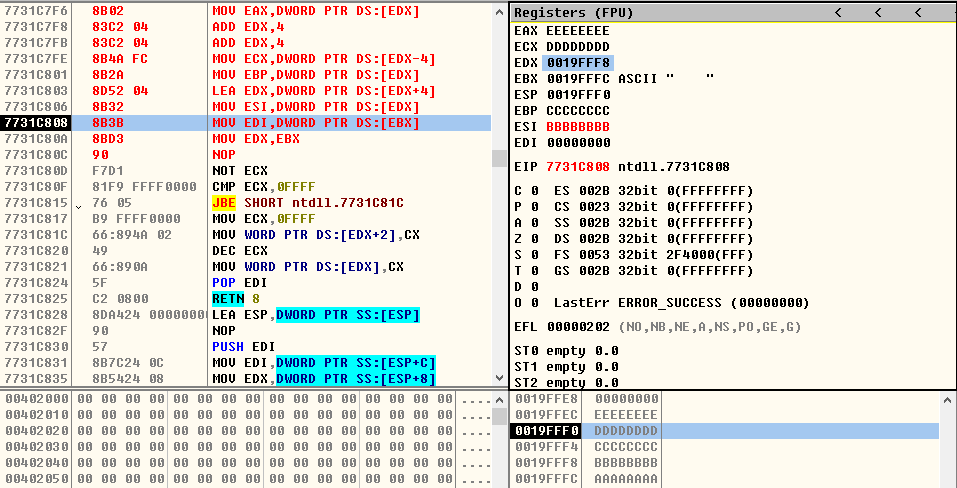 7731C7F6 8B02 MOV EAX,DWORD PTR DS:[EDX]
7731C7F8 83C2 04 ADD EDX,4
7731C7FB 83C2 04 ADD EDX,4
7731C7FE 8B4A FC MOV ECX,DWORD PTR DS:[EDX-4]
7731C801 8B2A MOV EBP,DWORD PTR DS:[EDX]
7731C803 8D52 04 LEA EDX,DWORD PTR DS:[EDX+4]
7731C806 8B32 MOV ESI,DWORD PTR DS:[EDX]
7731C808 8B3B MOV EDI,DWORD PTR DS:[EBX]
7731C80A 8BD3 MOV EDX,EBX
7731C80C 90 NOP
7731C80D F7D1 NOT ECX
7731C80F 81F9 FFFF0000 CMP ECX,0FFFF
7731C815 76 05 JBE SHORT ntdll.7731C81C
7731C817 B9 FFFF0000 MOV ECX,0FFFF
7731C81C 66:894A 02 MOV WORD PTR DS:[EDX+2],CX
7731C820 49 DEC ECX
7731C821 66:890A MOV WORD PTR DS:[EDX],CX
7731C824 5F POP EDI
7731C825 C2 0800 RETN 8
7731C828 8DA424 00000000 LEA ESP,DWORD PTR SS:[ESP]
7731C82F 90 NOP
7731C830 57 PUSH EDI
7731C831 8B7C24 0C MOV EDI,DWORD PTR SS:[ESP+C]
7731C835 8B5424 08 MOV EDX,DWORD PTR SS:[ESP+8]
Registers (FPU) < < <
EAX EEEEEEEE
ECX DDDDDDDD
EDX 0019FFF8
EBX 0019FFFC ASCII "    "
ESP 0019FFF0
EBP CCCCCCCC
ESI BBBBBBBB
EDI 00000000
EIP 7731C808 ntdll.7731C808
C 0 ES 002B 32bit 0(FFFFFFFF)
P 0 CS 0023 32bit 0(FFFFFFFF)
A 0 SS 002B 32bit 0(FFFFFFFF)
Z 0 DS 002B 32bit 0(FFFFFFFF)
S 0 FS 0053 32bit 2F4000(FFF)
T 0 GS 002B 32bit 0(FFFFFFFF)
D 0
O 0 LastErr ERROR_SUCCESS (00000000)
EFL 00000202 (NO,NB,NE,A,NS,PO,GE,G)
ST0 empty 0.0
ST1 empty 0.0
ST2 empty 0.0
00402000 00 00 00 00 00 00 00 00 00 00 00 00 00 00 00 00 ....
00402010 00 00 00 00 00 00 00 00 00 00 00 00 00 00 00 00 ....
00402020 00 00 00 00 00 00 00 00 00 00 00 00 00 00 00 00 ....
00402030 00 00 00 00 00 00 00 00 00 00 00 00 00 00 00 00 ....
00402040 00 00 00 00 00 00 00 00 00 00 00 00 00 00 00 00 ....
00402050 00 00 00 00 00 00 00 00 00 00 00 00 00 00 00 00 ....
0019FFE8 00000000
0019FFEC EEEEEEEE
0019FFF0 DDDDDDDD
0019FFF4 CCCCCCCC
0019FFF8 BBBBBBBB
0019FFFC AAAAAAAA